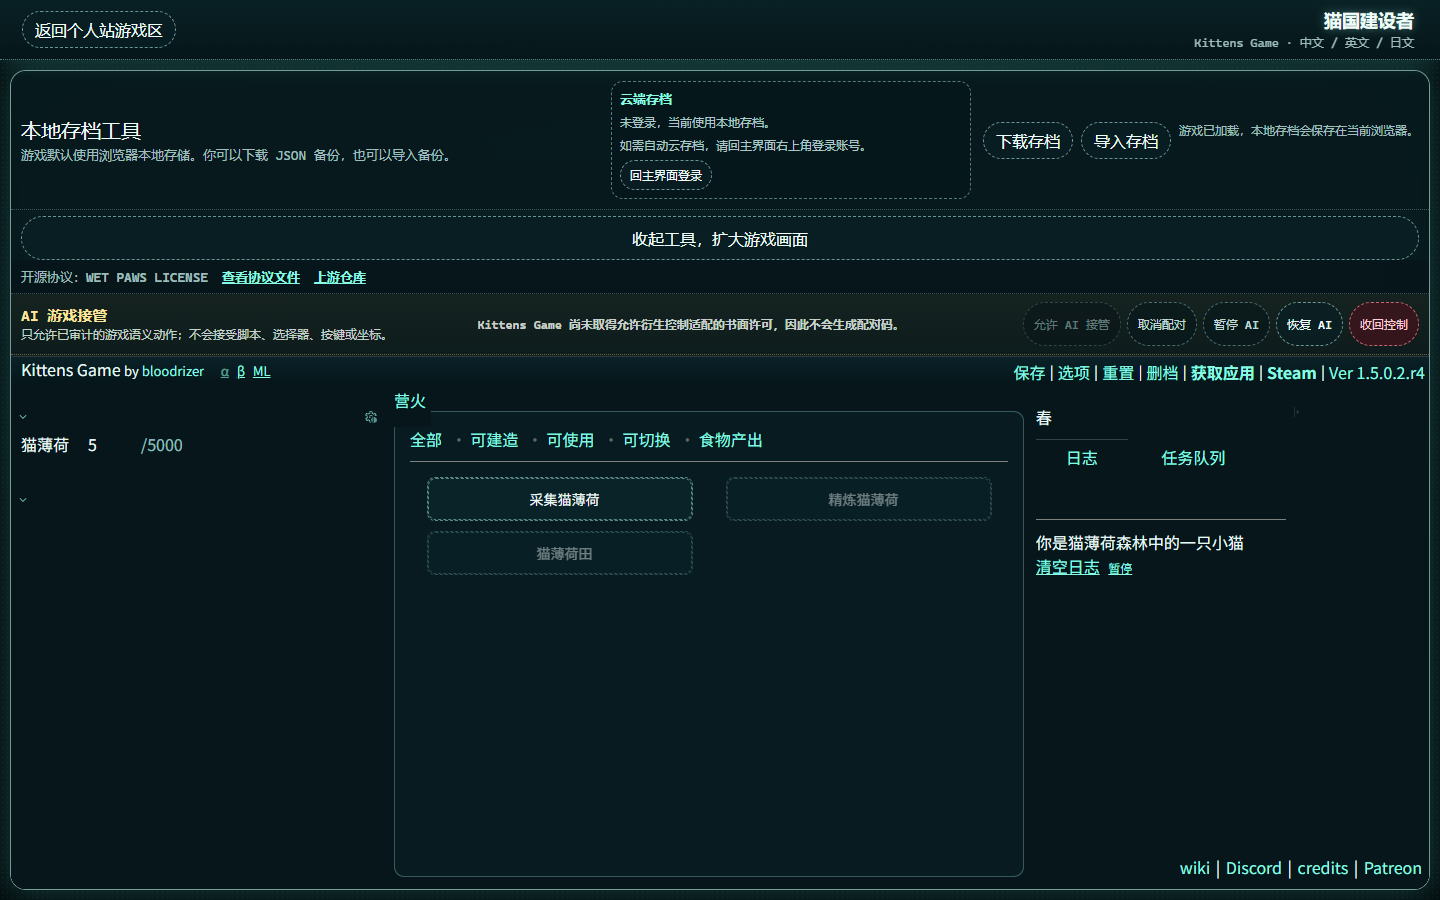 返回个人站游戏区
猫国建设者
Kittens Game · 中文 / 英文 / 日文
本地存档工具
游戏默认使用浏览器本地存储。你可以下载 JSON 备份，也可以导入备份。
云端存档
未登录，当前使用本地存档。
如需自动云存档，请回主界面右上角登录账号。
回主界面登录
下载存档
导入存档
游戏已加载，本地存档会保存在当前浏览器。
收起工具，扩大游戏画面
开源协议：WET PAWS LICENSE 查看协议文件 上游仓库
AI 游戏接管
只允许已审计的游戏语义动作；不会接受脚本、选择器、按键或坐标。
Kittens Game 尚未取得允许衍生控制适配的书面许可，因此不会生成配对码。
允许 AI 接管
取消配对
暂停 AI
恢复 AI
收回控制
Kittens Game by bloodrizer α β ML
保存 | 选项 | 重置 | 删档 | 获取应用 | Steam | Ver 1.5.0.2.r4
猫薄荷 5 /5000
营火
全部 • 可建造 • 可使用 • 可切换 • 食物产出
采集猫薄荷
精炼猫薄荷
猫薄荷田
春
日志
任务队列
你是猫薄荷森林中的一只小猫
清空日志 暂停
wiki | Discord | credits | Patreon